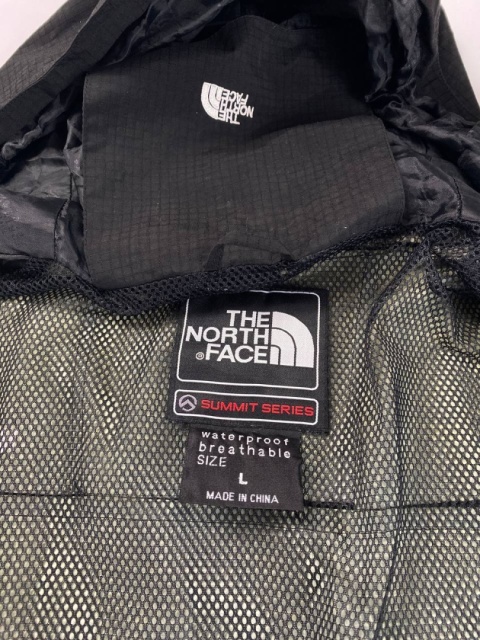 THE
NORTH
FACE
THE
NORTH
®FACE
SUMMIT SERIES
waterproof
breathable
SIZE
L
MADE IN CHINA